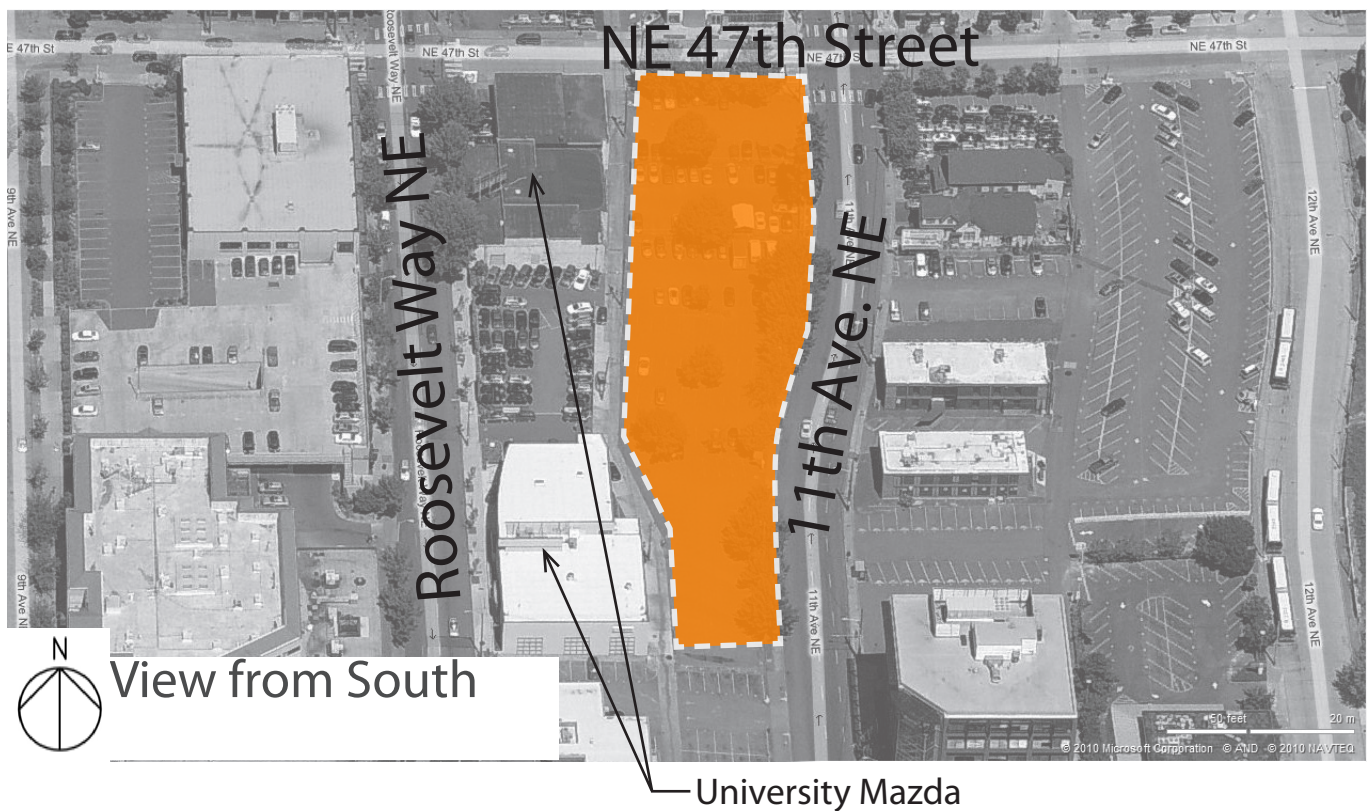 NE 47th Street
E 47th St
NE 47th St
NE 47th St
Roosevelt Way NE
Roosevelt Way NE
9th Ave NE
11th Ave. NE
12th Ave NE
9th Ave NE
11th Ave NE
12th Ave NE
N
View from South
50 feet
20 m
© 2010 Microsoft Corporation © AND © 2010 NAVTEQ
University Mazda